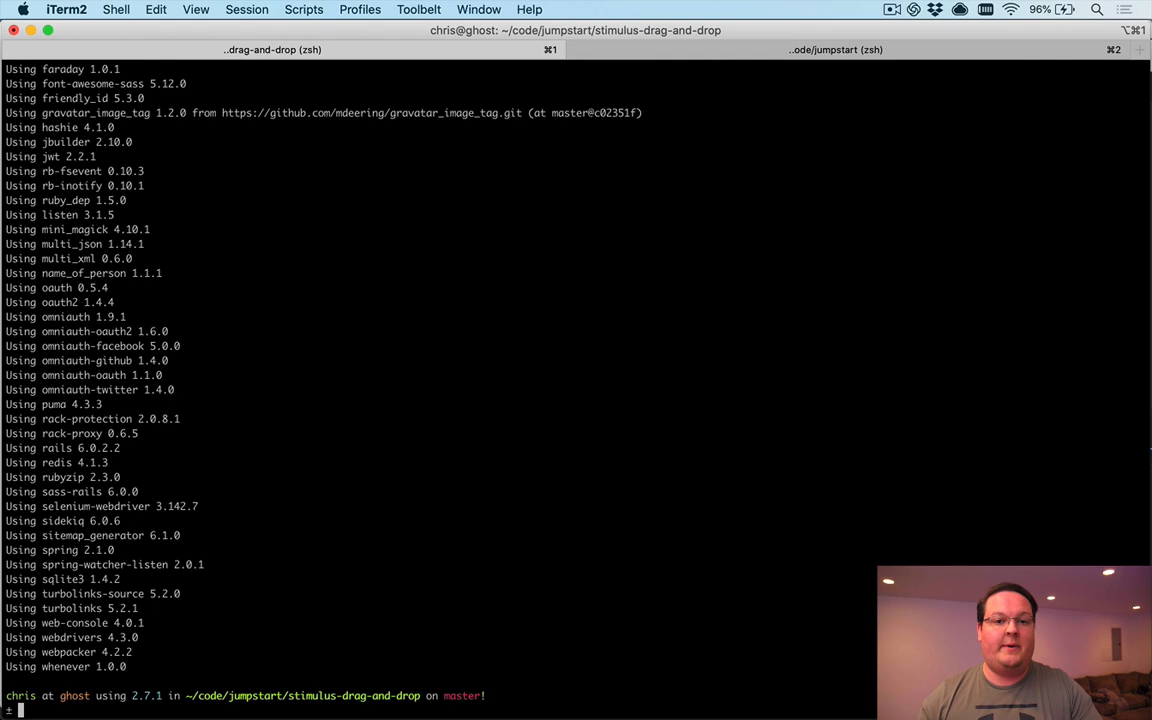 iTerm2 Shell Edit View Session Scripts Profiles Toolbelt Window Help 96%
chris@ghost: ~/code/jumpstart/stimulus-drag-and-drop ⌥⌘1
..drag-and-drop (zsh) ⌘1 ..ode/jumpstart (zsh) ⌘2 +
Using faraday 1.0.1
Using font-awesome-sass 5.12.0
Using friendly_id 5.3.0
Using gravatar_image_tag 1.2.0 from https://github.com/mdeering/gravatar_image_tag.git (at master@c02351f)
Using hashie 4.1.0
Using jbuilder 2.10.0
Using jwt 2.2.1
Using rb-fsevent 0.10.3
Using rb-inotify 0.10.1
Using ruby_dep 1.5.0
Using listen 3.1.5
Using mini_magick 4.10.1
Using multi_json 1.14.1
Using multi_xml 0.6.0
Using name_of_person 1.1.1
Using oauth 0.5.4
Using oauth2 1.4.4
Using omniauth 1.9.1
Using omniauth-oauth2 1.6.0
Using omniauth-facebook 5.0.0
Using omniauth-github 1.4.0
Using omniauth-oauth 1.1.0
Using omniauth-twitter 1.4.0
Using puma 4.3.3
Using rack-protection 2.0.8.1
Using rack-proxy 0.6.5
Using rails 6.0.2.2
Using redis 4.1.3
Using rubyzip 2.3.0
Using sass-rails 6.0.0
Using selenium-webdriver 3.142.7
Using sidekiq 6.0.6
Using sitemap_generator 6.1.0
Using spring 2.1.0
Using spring-watcher-listen 2.0.1
Using sqlite3 1.4.2
Using turbolinks-source 5.2.0
Using turbolinks 5.2.1
Using web-console 4.0.1
Using webdrivers 4.3.0
Using webpacker 4.2.2
Using whenever 1.0.0
chris at ghost using 2.7.1 in ~/code/jumpstart/stimulus-drag-and-drop on master!
±